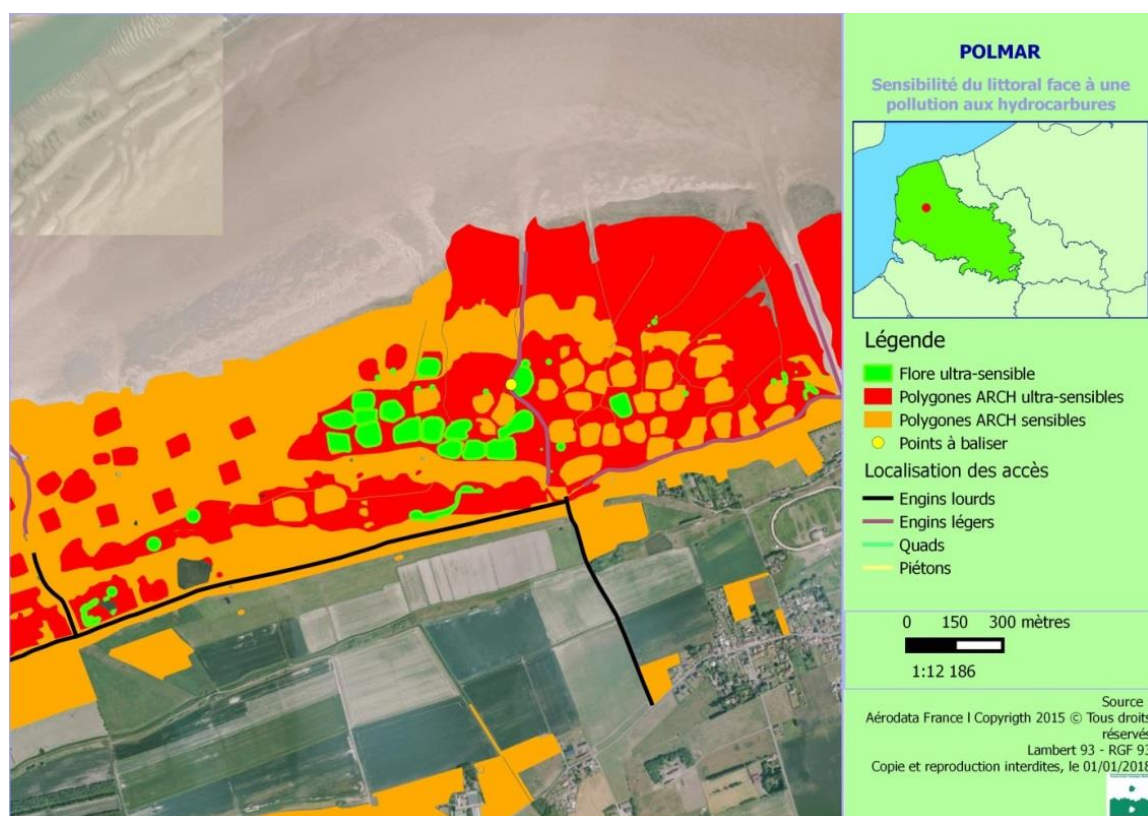 POLMAR
Sensibilité du littoral face à une
pollution aux hydrocarbures
Légende
Flore ultra-sensible
Polygones ARCH ultra-sensibles
Polygones ARCH sensibles
Points à baliser
Localisation des accès
Engins lourds
Engins légers
Quads
Piétons
0 150 300 mètres
1:12 186
Source
Aérodata France I Copyrigth 2015 © Tous droits
réservés
Lambert 93 - RGF 93
Copie et reproduction interdites, le 01/01/2018